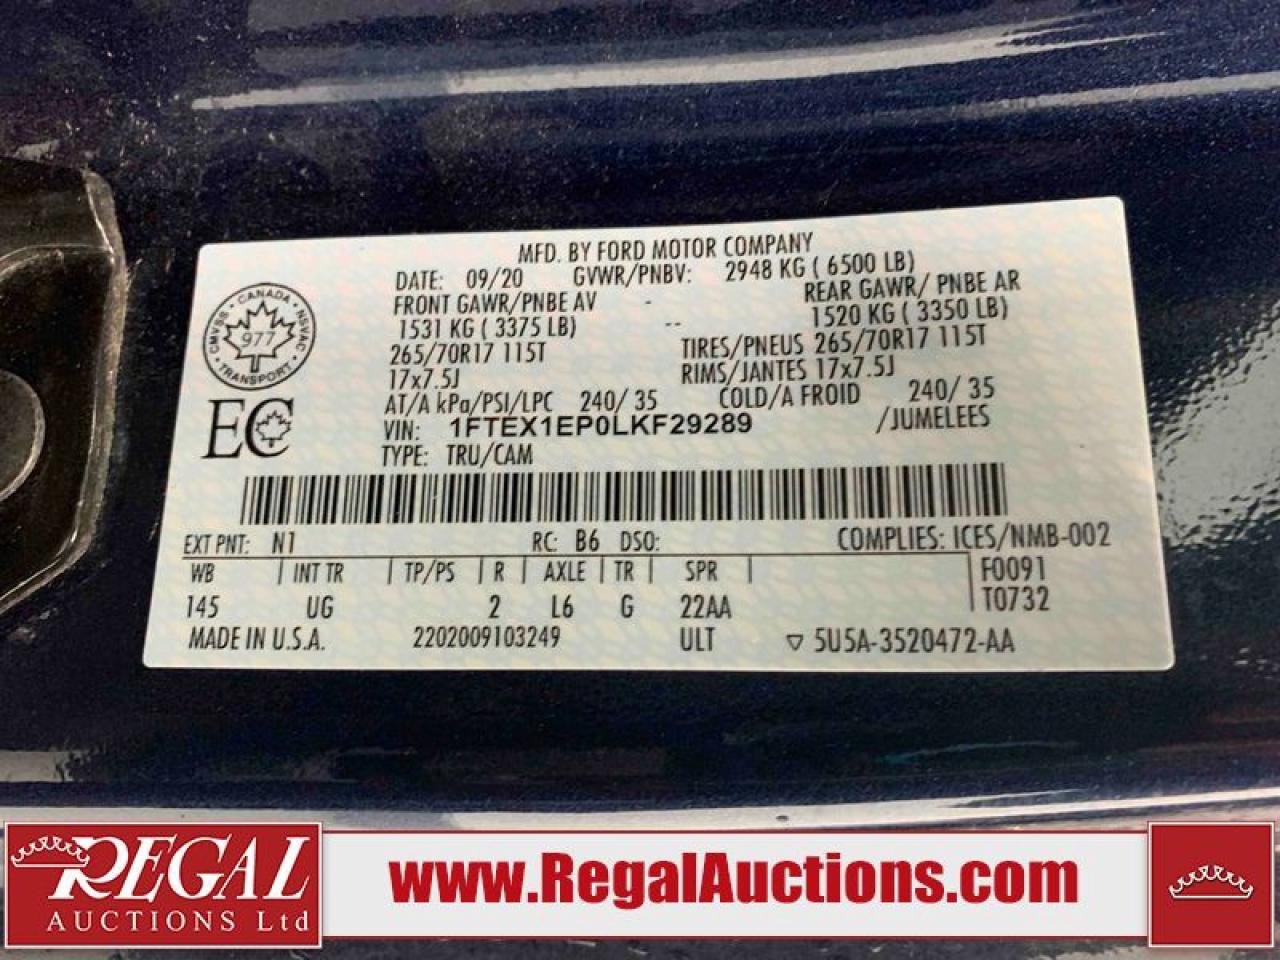 MFD. BY FORD MOTOR COMPANY
DATE: 09/20 GVWR/PNBV: 2948 KG ( 6500 LB)
FRONT GAWR/PNBE AV - REAR GAWR/ PNBE AR
1531 KG ( 3375 LB) -- 1520 KG ( 3350 LB)
265/70R17 115T TIRES/PNEUS 265/70R17 115T
17x7.5J RIMS/JANTES 17x7.5J
AT/A kPa/PSI/LPC 240/ 35 COLD/A FROID 240/ 35
VIN: 1FTEX1EP0LKF29289 /JUMELEES
TYPE: TRU/CAM
CANADA
CMVSS NSVAC
977
TRANSPORT
EC
EXT PNT: N1 RC: B6 DSO: COMPLIES: ICES/NMB-002
WB | INT TR | TP/PS | R | AXLE | TR | SPR | F0091
145 UG 2 L6 G 22AA T0732
MADE IN U.S.A. 2202009103249 ULT ▽ 5U5A-3520472-AA
REGAL
AUCTIONS Ltd
www.RegalAuctions.com